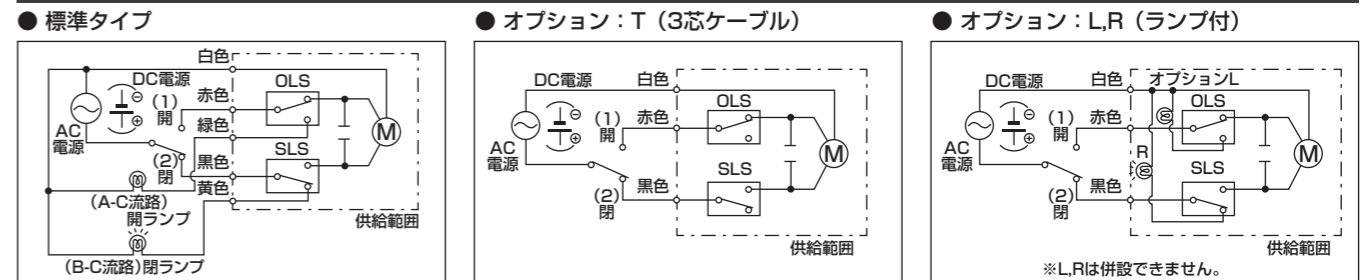 ● 標準タイプ
白色
DC電源
OLS
⊖
(1)
開
赤色
⊕
緑色
AC
電源
M
SLS
(2)
閉
黒色
黄色
(A-C流路)
開ランプ
供給範囲
(B-C流路)閉ランプ
● オプション：T（3芯ケーブル）
DC電源
白色
OLS
⊖
(1)
開
赤色
⊕
AC
電源
M
SLS
(2)
閉
黒色
供給範囲
● オプション：L,R（ランプ付）
DC電源
白色
オプションL
OLS
⊖
(1)
開
赤色
⊕
AC
電源
R
M
SLS
(2)
閉
黒色
供給範囲
※L,Rは併設できません。